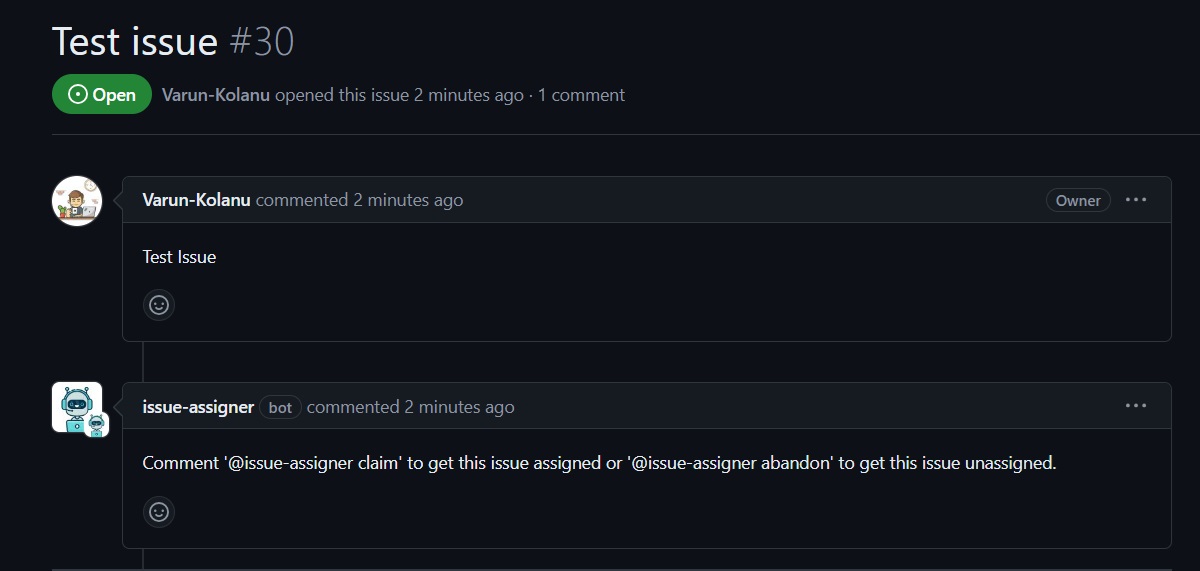 Test issue #30
Open Varun-Kolanu opened this issue 2 minutes ago · 1 comment
Varun-Kolanu commented 2 minutes ago Owner
Test Issue
issue-assigner bot commented 2 minutes ago
Comment '@issue-assigner claim' to get this issue assigned or '@issue-assigner abandon' to get this issue unassigned.